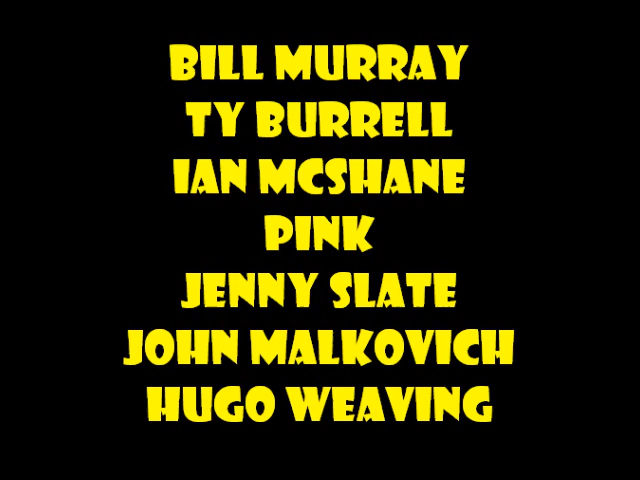 BILL MURRAY
TY BURRELL
IAN MCSHANE
PINK
JENNY SLATE
JOHN MALKOVICH
HUGO WEAVING